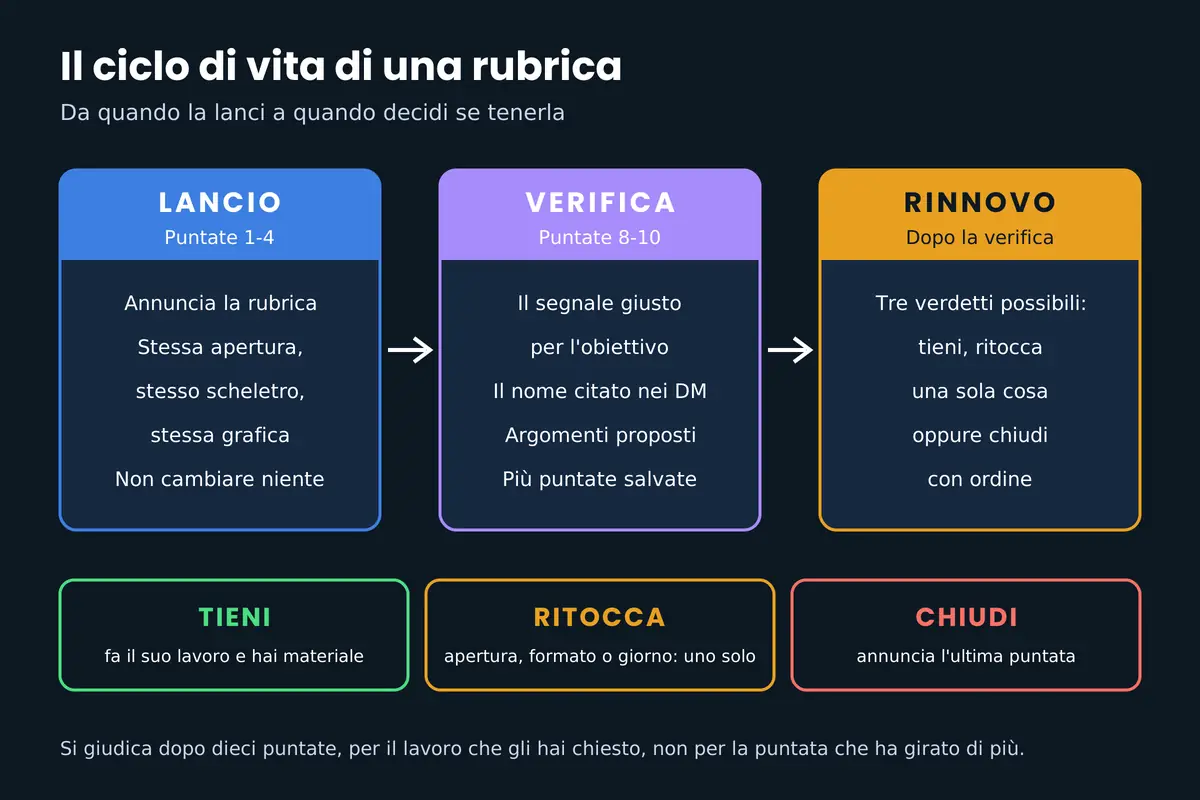 Il ciclo di vita di una rubrica
Da quando la lanci a quando decidi se tenerla
LANCIO
Puntate 1-4
Annuncia la rubrica
Stessa apertura,
stesso scheletro,
stessa grafica
Non cambiare niente
VERIFICA
Puntate 8-10
Il segnale giusto
per l'obiettivo
Il nome citato nei DM
Argomenti proposti
Più puntate salvate
RINNOVO
Dopo la verifica
Tre verdetti possibili:
tieni, ritocca
una sola cosa
oppure chiudi
con ordine
TIENI
fa il suo lavoro e hai materiale
RITOCCA
apertura, formato o giorno: uno solo
CHIUDI
annuncia l'ultima puntata
Si giudica dopo dieci puntate, per il lavoro che gli hai chiesto, non per la puntata che ha girato di più.